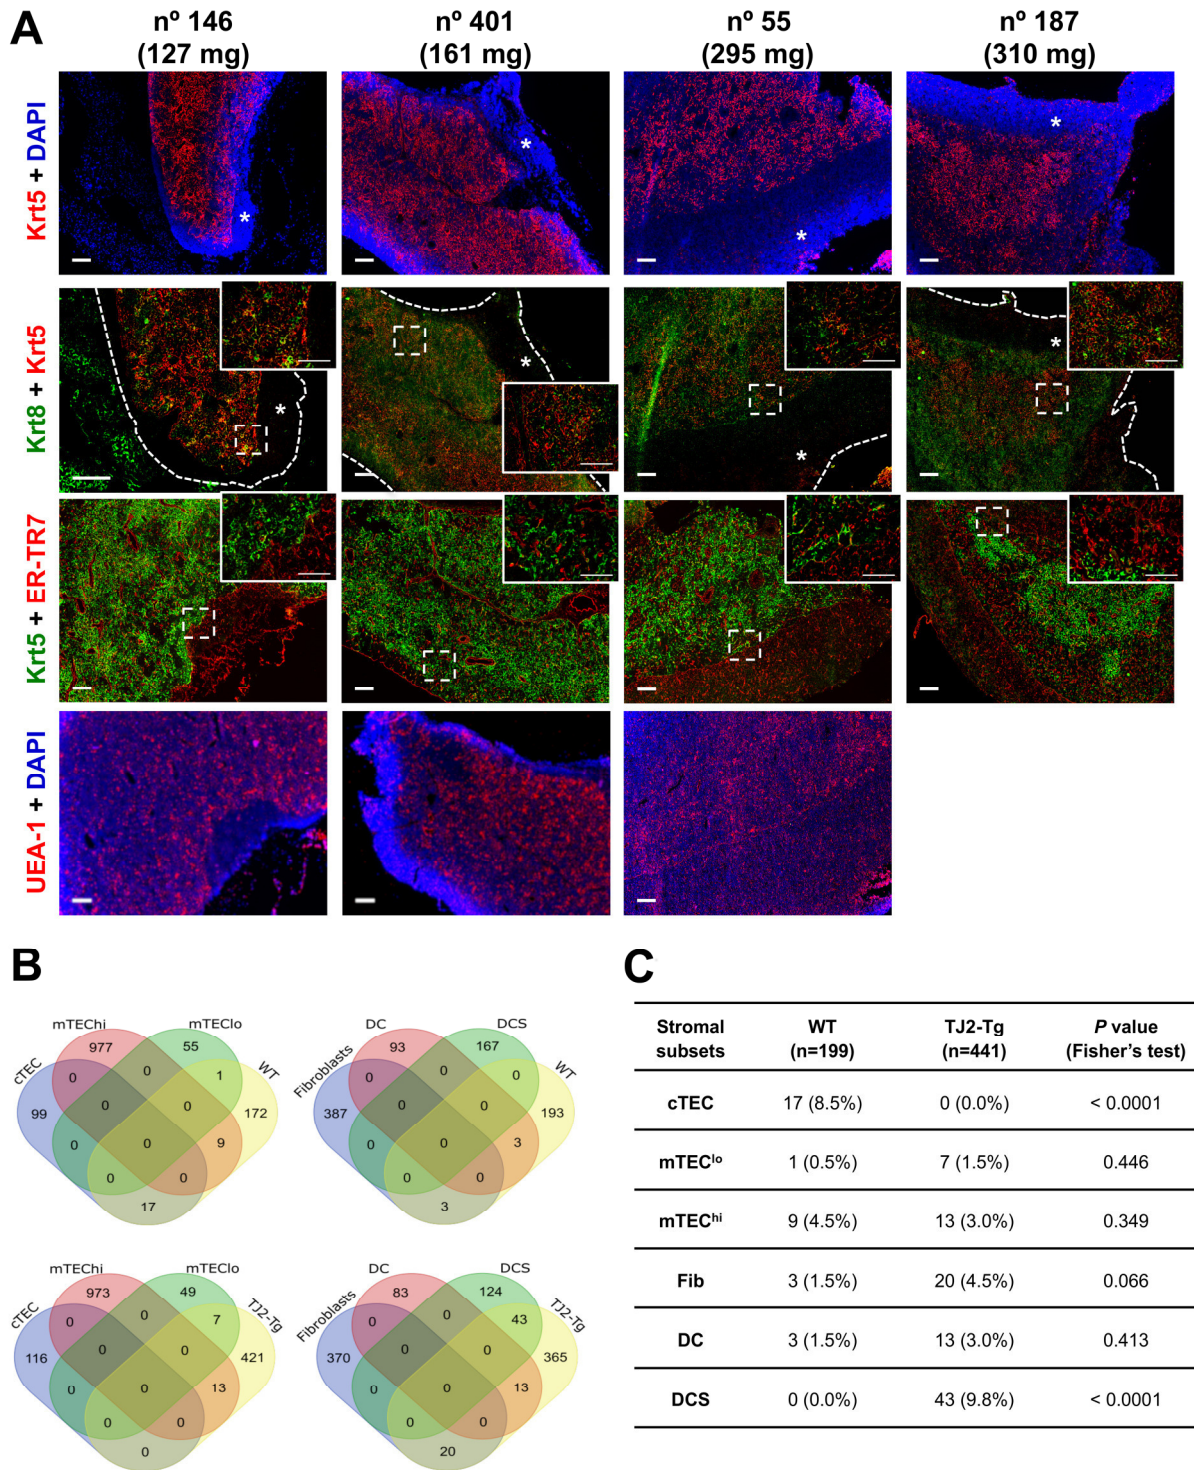 A
nº 146
(127 mg)
nº 401
(161 mg)
nº 55
(295 mg)
nº 187
(310 mg)
Krt5 + DAPI
*
*
*
*
Krt8 + Krt5
*
*
*
*
Krt5 + ER-TR7
UEA-1 + DAPI
B
cTEC
mTEChi
mTEClo
WT
977
55
0
0
1
99
0
0
172
0
0
9
0
0
17
Fibroblasts
DC
DCS
WT
93
167
0
0
0
387
0
0
193
0
0
3
0
0
3
cTEC
mTEChi
mTEClo
TJ2-Tg
973
49
0
0
7
116
0
0
421
0
0
13
0
0
0
Fibroblasts
DC
DCS
TJ2-Tg
83
124
0
0
43
370
0
0
365
0
0
13
0
0
20
C
Stromal subsets
WT (n=199)
TJ2-Tg (n=441)
P value (Fisher's test)
cTEC 17 (8.5%) 0 (0.0%) < 0.0001
mTEClo 1 (0.5%) 7 (1.5%) 0.446
mTEChi 9 (4.5%) 13 (3.0%) 0.349
Fib 3 (1.5%) 20 (4.5%) 0.066
DC 3 (1.5%) 13 (3.0%) 0.413
DCS 0 (0.0%) 43 (9.8%) < 0.0001